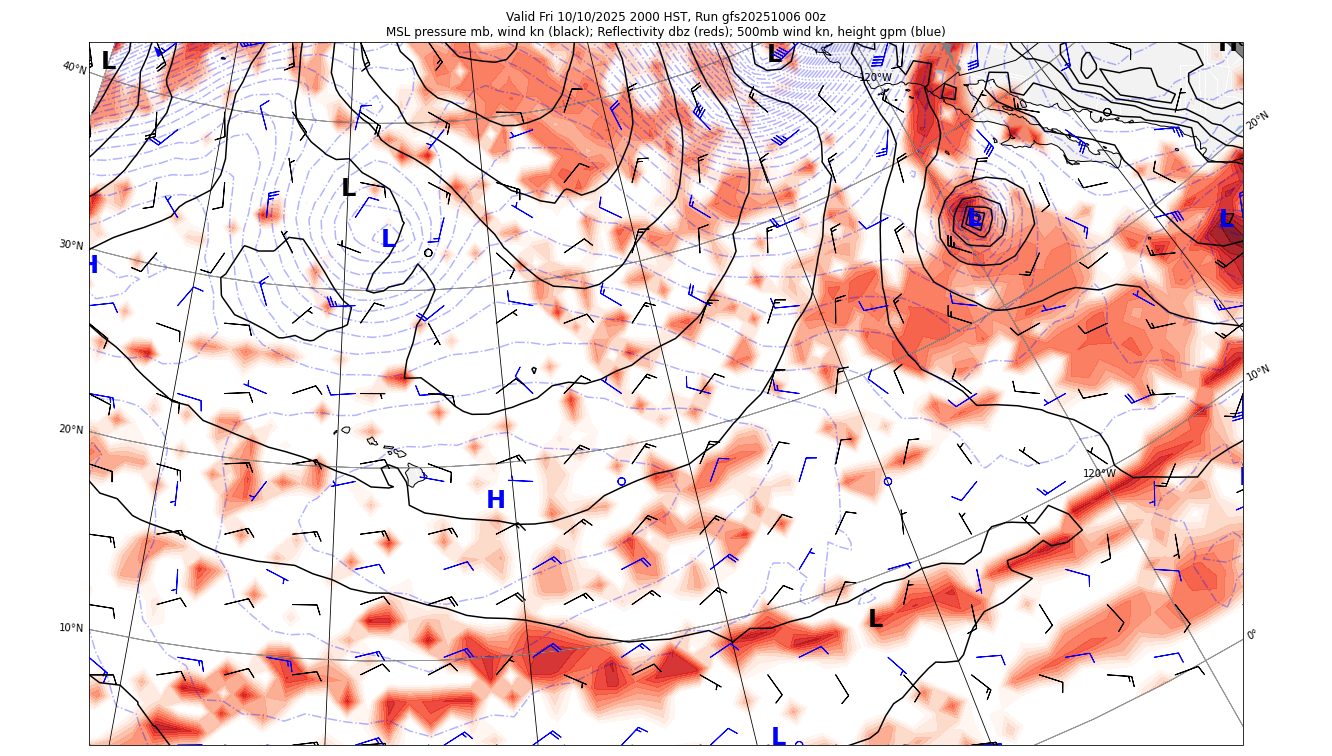 Valid Fri 10/10/2025 2000 HST, Run gfs20251006 00z
MSL pressure mb, wind kn (black); Reflectivity dbz (reds); 500mb wind kn, height gpm (blue)
H
L
L
40°N
120°W
20°N
L
L
L
L
30°N
H
10°N
20°N
120°W
H
L
10°N
0°
L